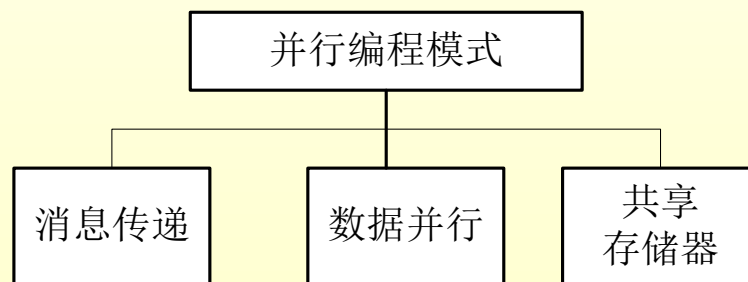 并行编程模式
消息传递
数据并行
共享
存储器